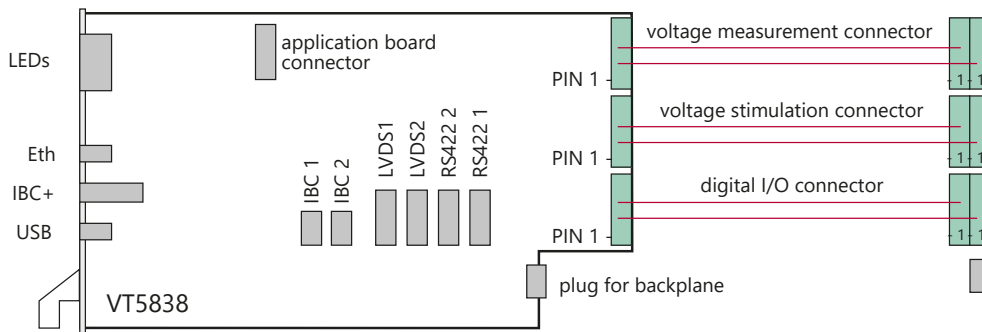 LEDs
application board
connector
voltage measurement connector
PIN 1
- 1 - 1
voltage stimulation connector
Eth
IBC 1
IBC 2
LVDS1
LVDS2
RS422 2
RS422 1
PIN 1
- 1 - 1
IBC+
digital I/O connector
USB
PIN 1
- 1 - 1
plug for backplane
VT5838